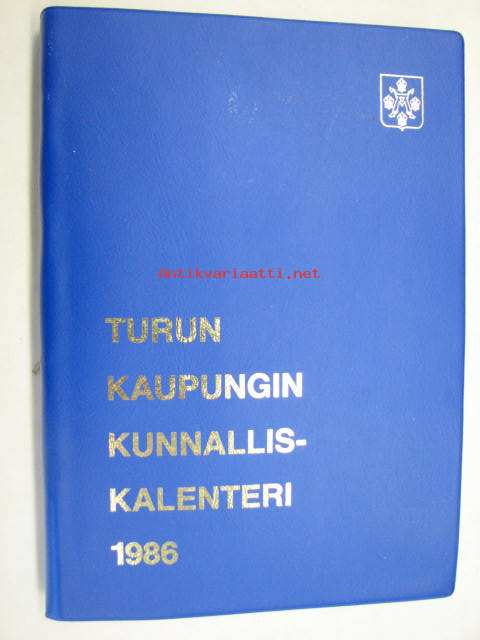 antikvariaatti.net
TURUN
KAUPUNGIN
KUNNALLIS-
KALENTERI
1986